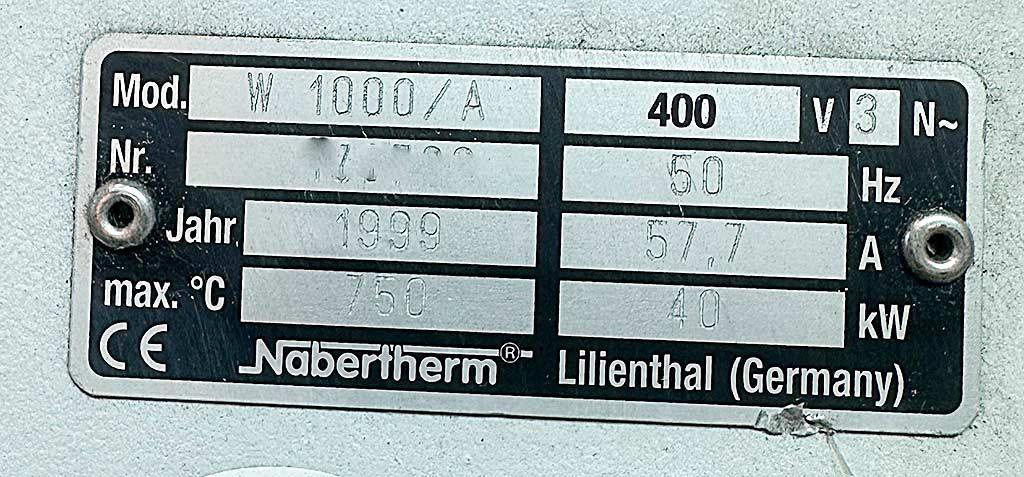 Mod. W 1000/A 400 V 3 N~
Nr. 50 Hz
Jahr 1999 57,7 A
max. °C 750 40 kW
CE Nabertherm® Lilienthal (Germany)